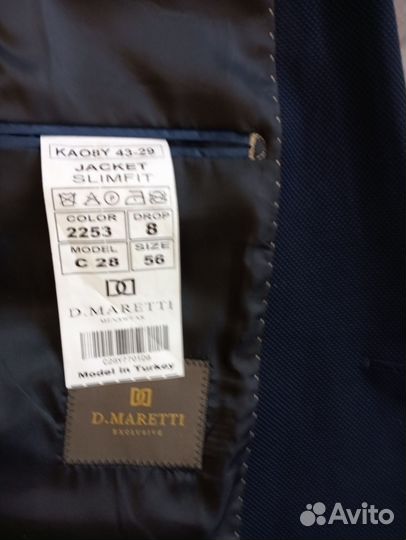 KAOBY 43-29
JACKET
SLIMFIT
COLOR DROP
2253 8
MODEL SIZE
C 28 56
D.MARETTI
MENSWEAR
Model in Turkey
D.MARETTI
EXCLUSIVE
Avito